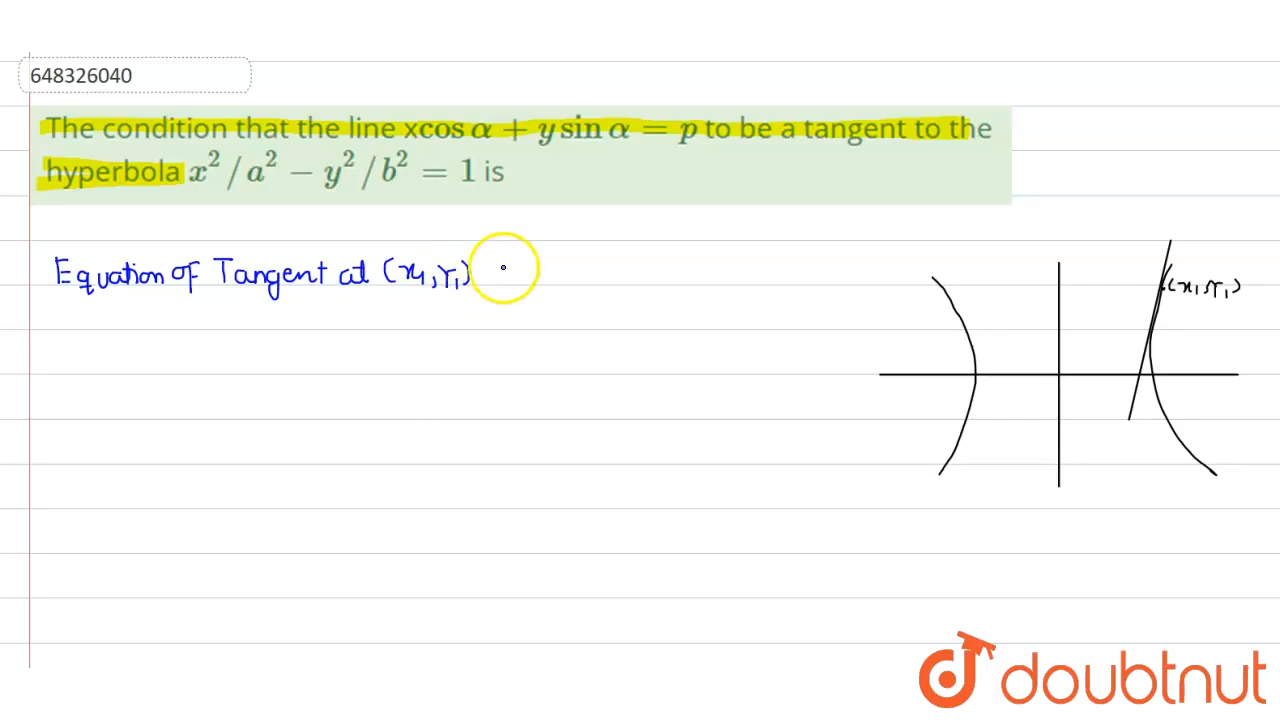 648326040
The condition that the line xcos α + y sin α = p to be a tangent to the
hyperbola x²/a² − y²/b² = 1 is
Equation of Tangent at (x₁, y₁)
(x₁, y₁)
doubtnut